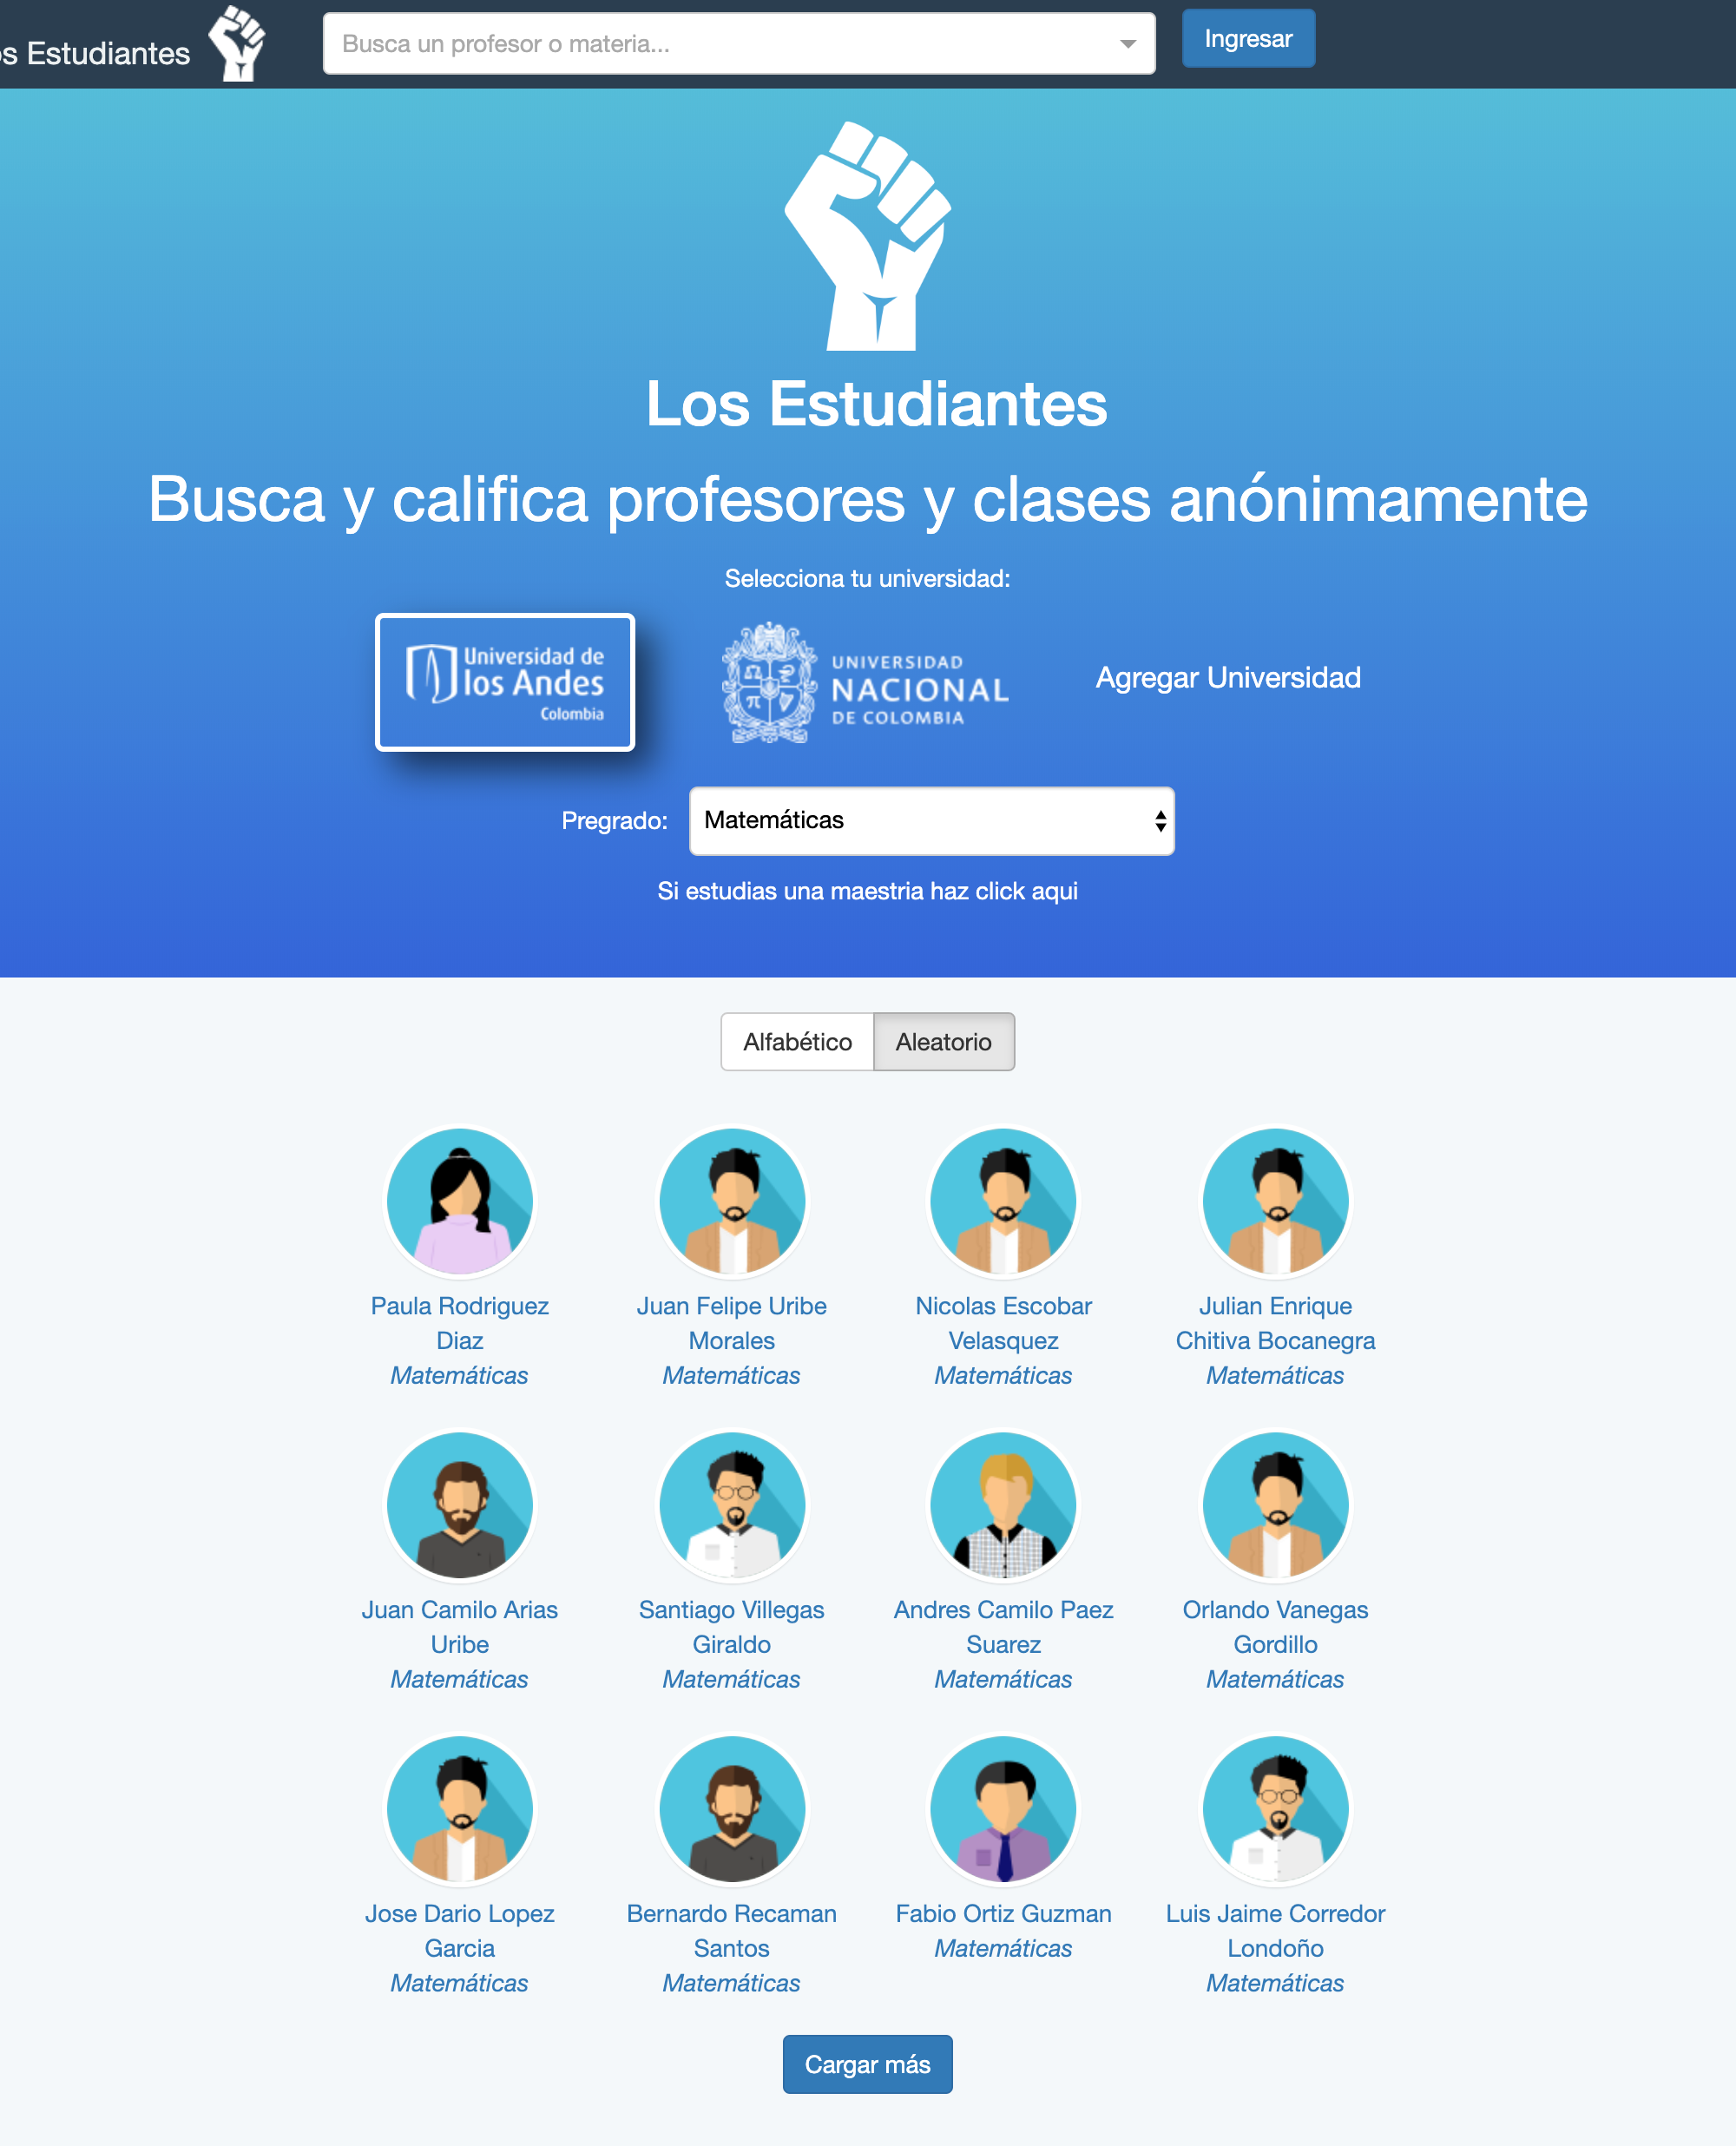 s Estudiantes
Busca un profesor o materia...
Ingresar
Los Estudiantes
Busca y califica profesores y clases anónimamente
Selecciona tu universidad:
Universidad de
los Andes
Colombia
UNIVERSIDAD
NACIONAL
DE COLOMBIA
Agregar Universidad
Pregrado:
Matemáticas
Si estudias una maestria haz click aqui
Alfabético
Aleatorio
Paula Rodriguez
Diaz
Matemáticas
Juan Felipe Uribe
Morales
Matemáticas
Nicolas Escobar
Velasquez
Matemáticas
Julian Enrique
Chitiva Bocanegra
Matemáticas
Juan Camilo Arias
Uribe
Matemáticas
Santiago Villegas
Giraldo
Matemáticas
Andres Camilo Paez
Suarez
Matemáticas
Orlando Vanegas
Gordillo
Matemáticas
Jose Dario Lopez
Garcia
Matemáticas
Bernardo Recaman
Santos
Matemáticas
Fabio Ortiz Guzman
Matemáticas
Luis Jaime Corredor
Londoño
Matemáticas
Cargar más